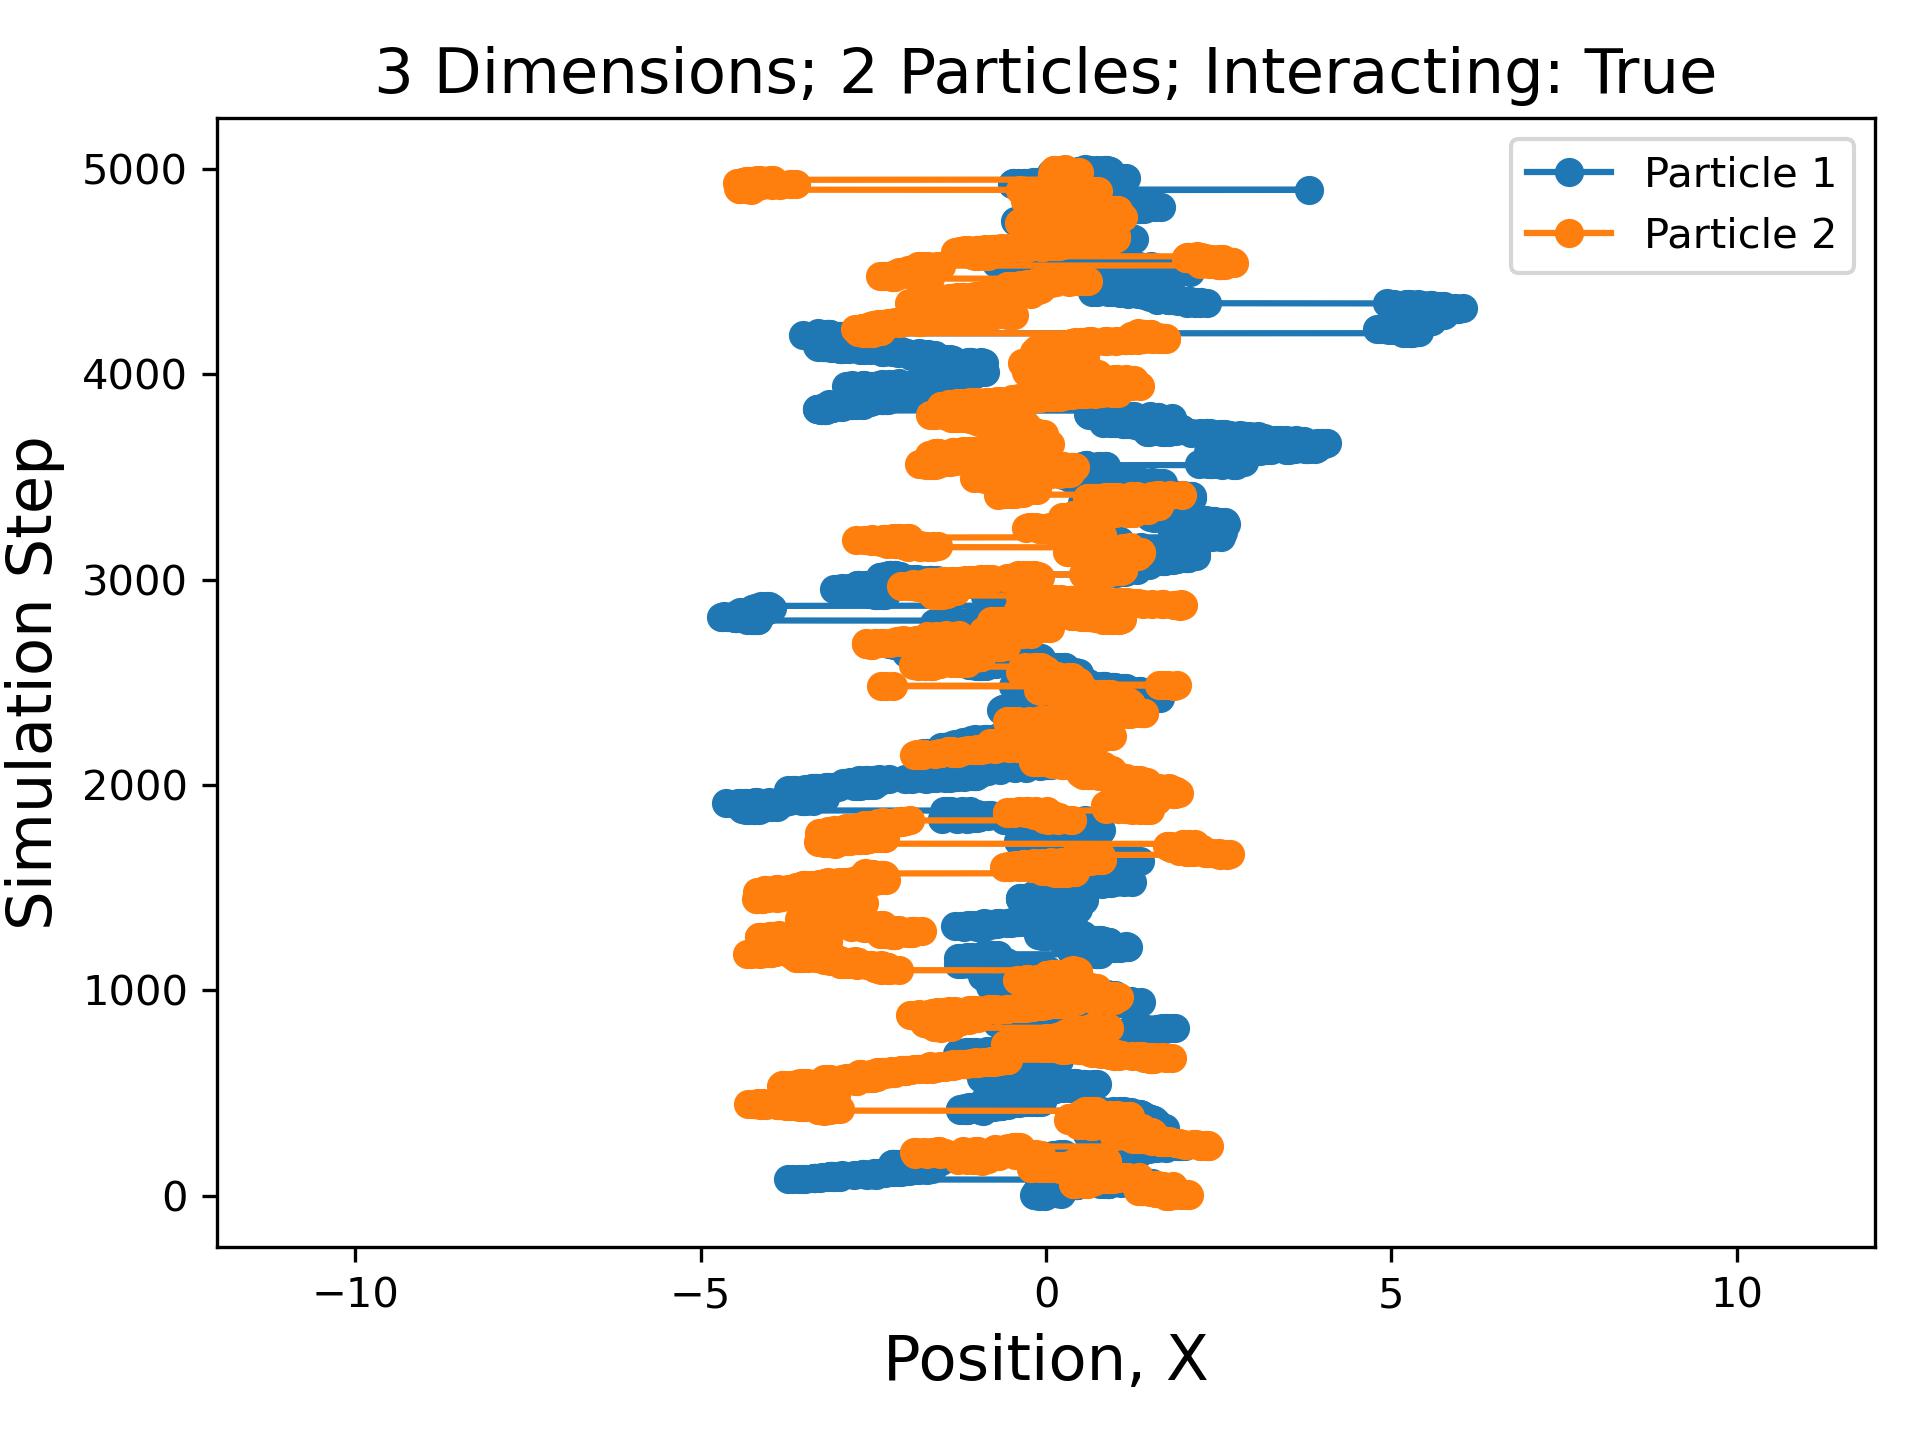 3 Dimensions; 2 Particles; Interacting: True
Particle 1
Particle 2
Simulation Step
5000
4000
3000
2000
1000
0
−10
−5
0
5
10
Position, X